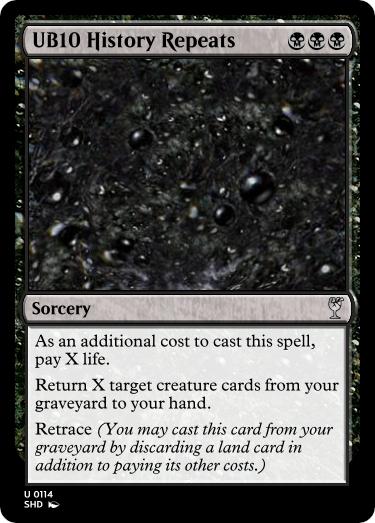 UB10 History Repeats
Sorcery
As an additional cost to cast this spell,
pay X life.
Return X target creature cards from your
graveyard to your hand.
Retrace (You may cast this card from your
graveyard by discarding a land card in
addition to paying its other costs.)
U 0114
SHD